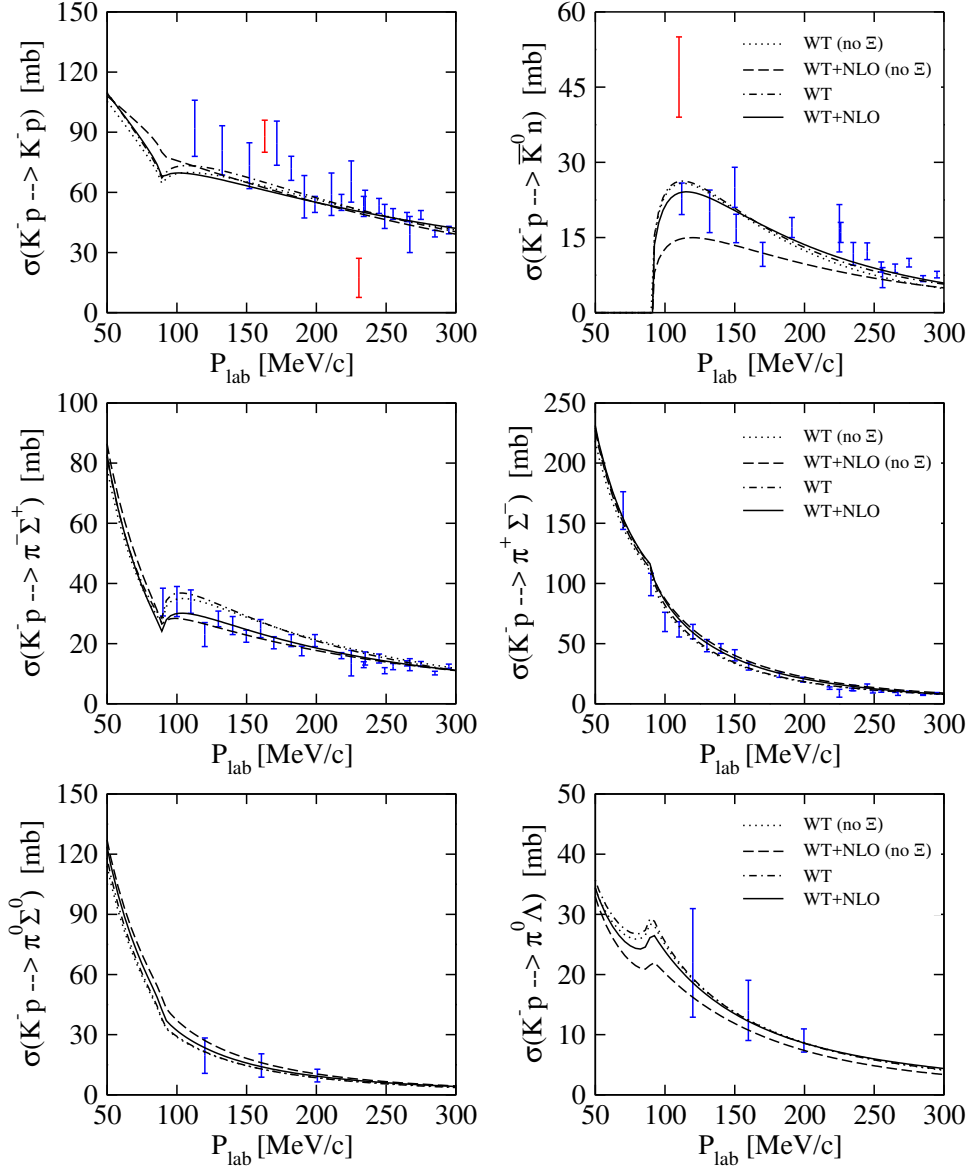 σ(K⁻p --> K⁻p) [mb]
150
120
90
60
30
0
50 100 150 200 250 300
P_lab [MeV/c]
σ(K⁻p --> K̅⁰n) [mb]
60
45
30
15
0
WT (no Ξ)
WT+NLO (no Ξ)
WT
WT+NLO
50 100 150 200 250 300
P_lab [MeV/c]
σ(K⁻p --> π⁻Σ⁺) [mb]
100
80
60
40
20
0
50 100 150 200 250 300
P_lab [MeV/c]
σ(K⁻p --> π⁺Σ⁻) [mb]
250
200
150
100
50
0
WT (no Ξ)
WT+NLO (no Ξ)
WT
WT+NLO
50 100 150 200 250 300
P_lab [MeV/c]
σ(K⁻p --> π⁰Σ⁰) [mb]
150
120
90
60
30
0
50 100 150 200 250 300
P_lab [MeV/c]
σ(K⁻p --> π⁰Λ) [mb]
50
40
30
20
10
0
WT (no Ξ)
WT+NLO (no Ξ)
WT
WT+NLO
50 100 150 200 250 300
P_lab [MeV/c]